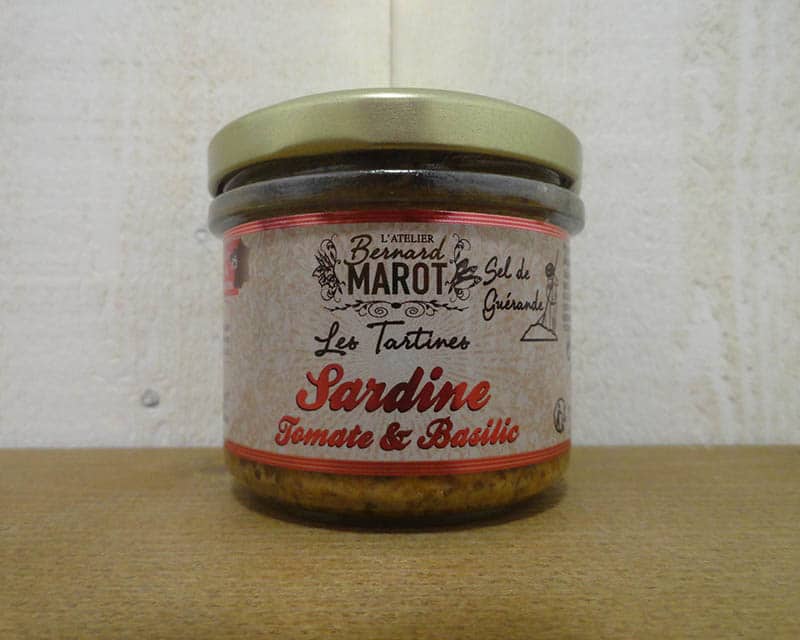 L'ATELIER
Bernard
MAROT
Sel de
Guérande
Les Tartines
Sardine
Tomate & Basilic